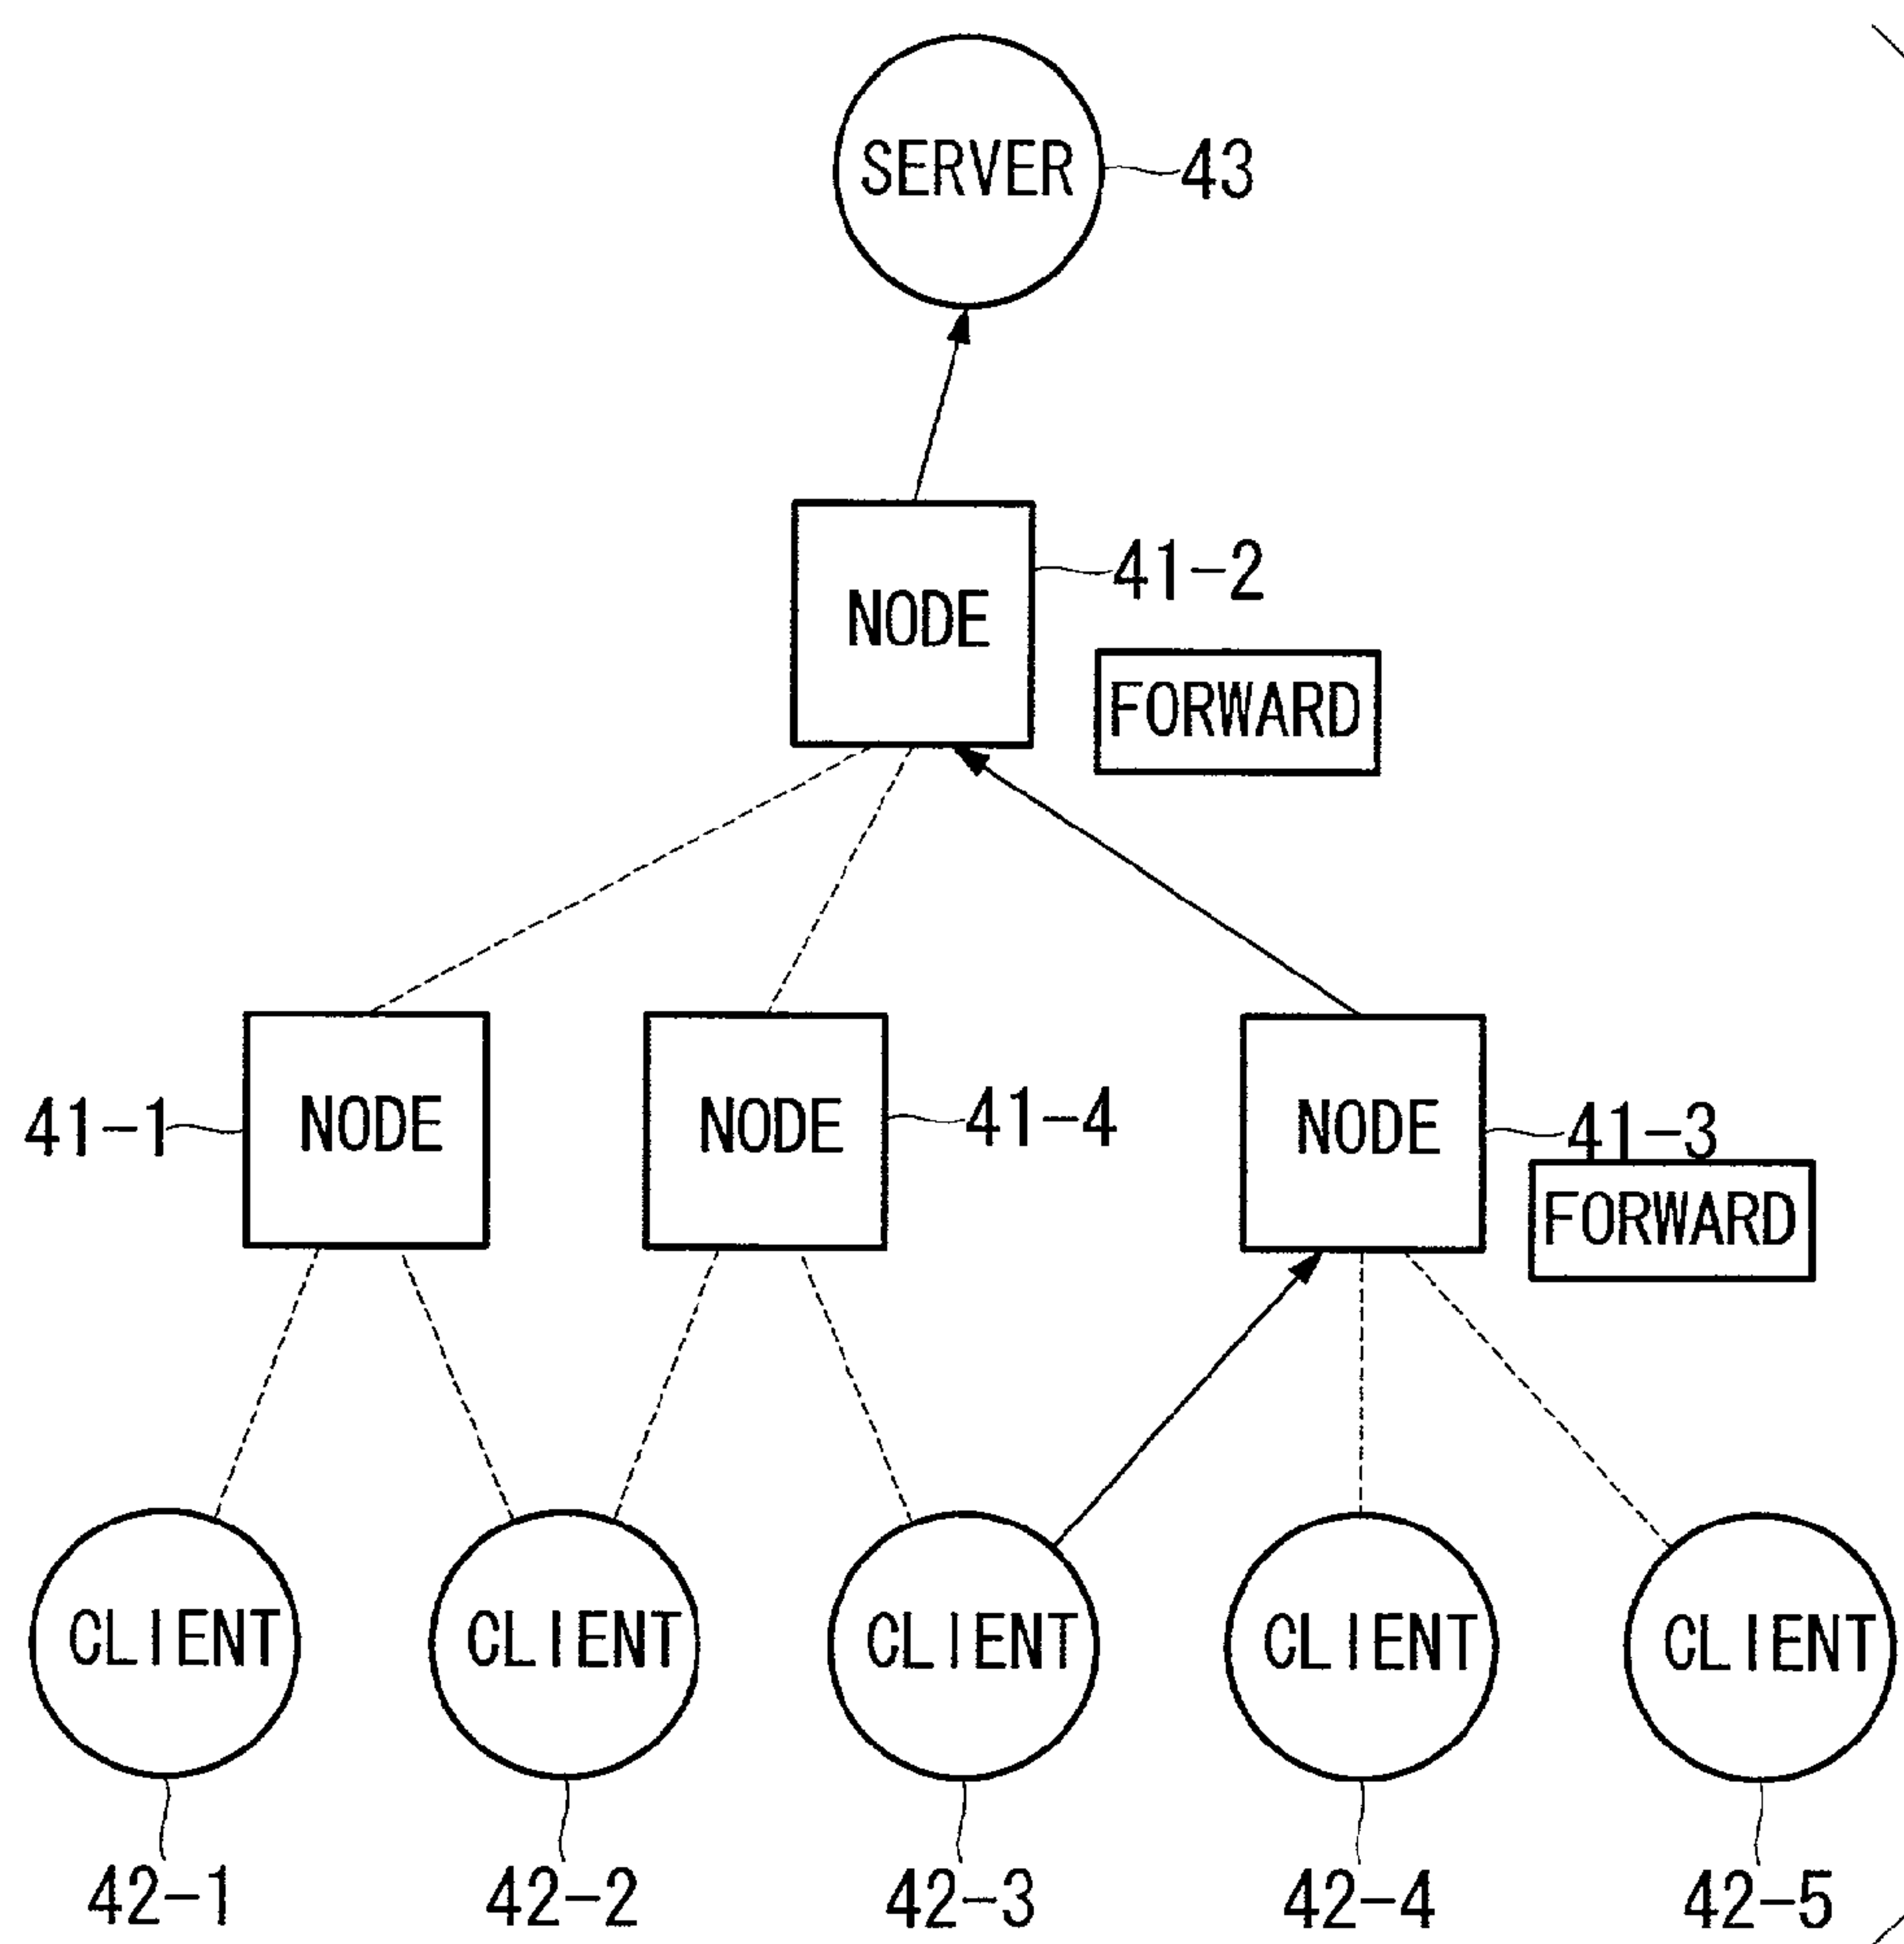 SERVER
43
NODE
41-2
FORWARD
41-1
NODE
NODE
41-4
NODE
41-3
FORWARD
CLIENT
CLIENT
CLIENT
CLIENT
CLIENT
42-1
42-2
42-3
42-4
42-5